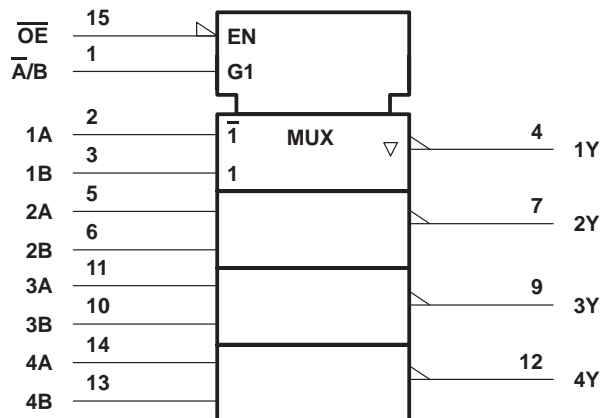 15
O̅E̅ EN
1
A̅/B G1
2
1A 1̅ MUX ▽ 4 1Y
3
1B 1
5
2A 7 2Y
6
2B
11
3A 9 3Y
10
3B
14
4A 12 4Y
13
4B